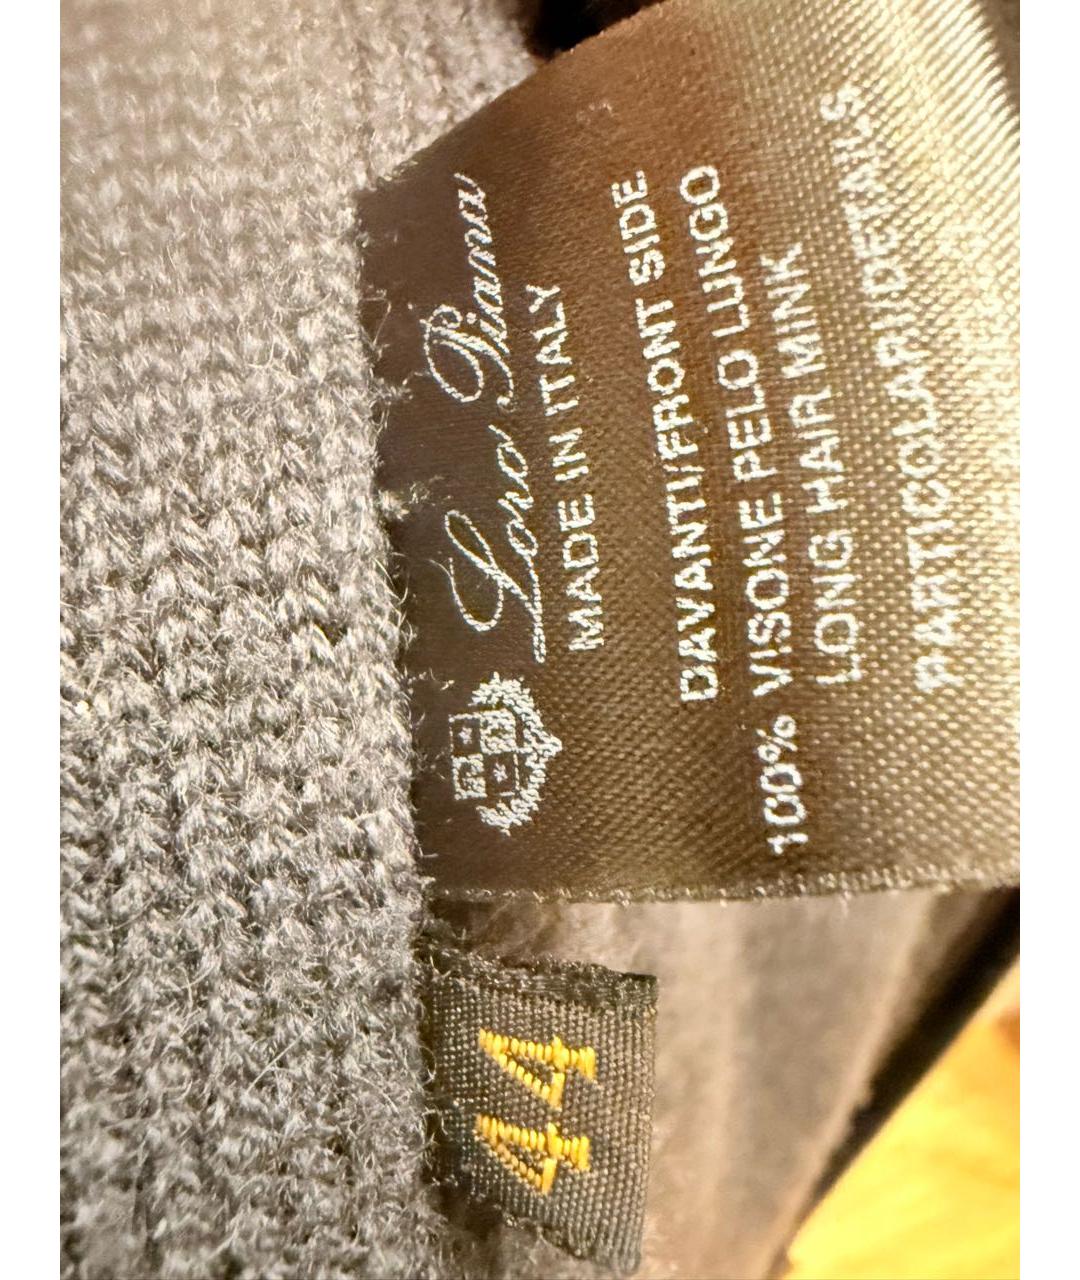 Loro Piana
MADE IN ITALY
DAVANTI/FRONT SIDE
100% VISONE PELO LUNGO
LONG HAIR MINK
PARTICOLARI/DETAILS
44